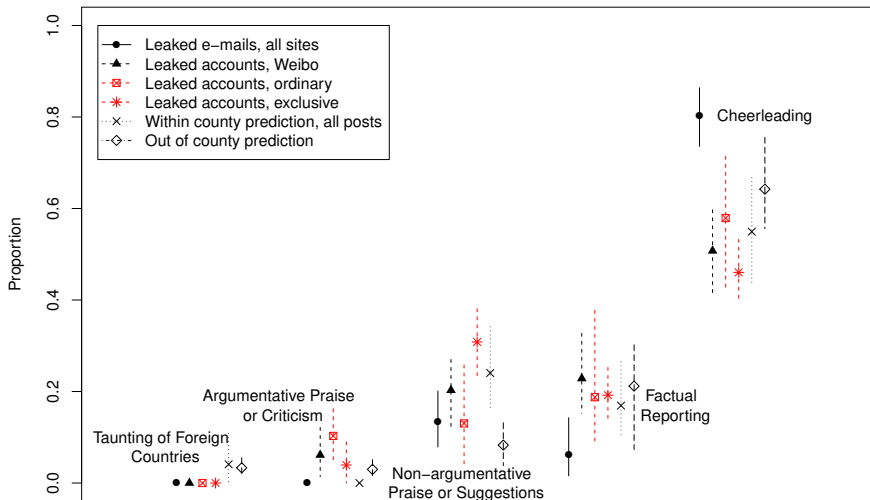 Leaked e−mails, all sites
Leaked accounts, Weibo
Leaked accounts, ordinary
Leaked accounts, exclusive
Within county prediction, all posts
Out of county prediction
Proportion
1.0
0.8
0.6
0.4
0.2
0.0
Cheerleading
Argumentative Praise
or Criticism
Taunting of Foreign
Countries
Non−argumentative
Praise or Suggestions
Factual
Reporting